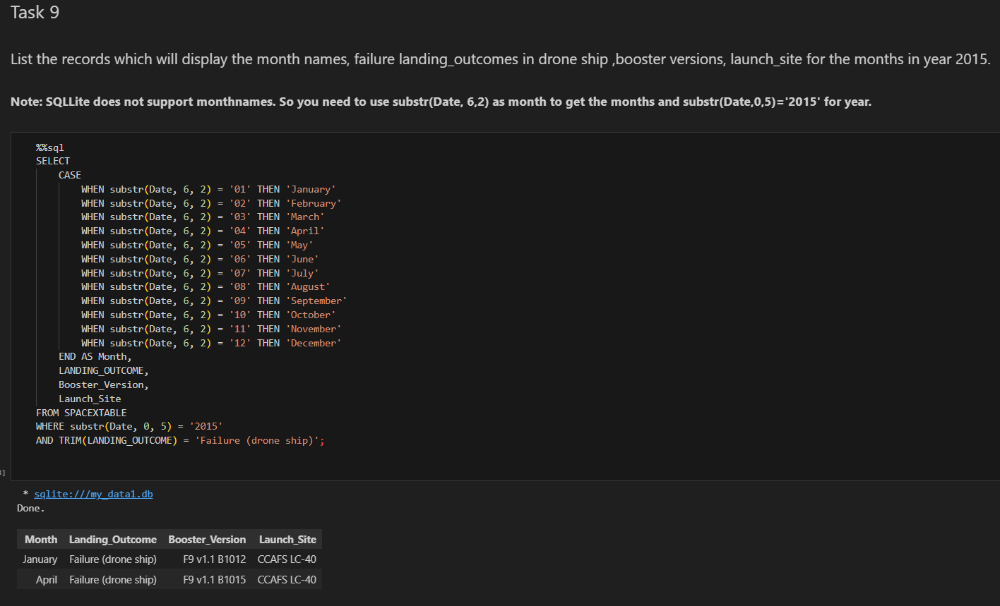 Task 9
List the records which will display the month names, failure landing_outcomes in drone ship ,booster versions, launch_site for the months in year 2015.
Note: SQLLite does not support monthnames. So you need to use substr(Date, 6,2) as month to get the months and substr(Date,0,5)='2015' for year.
%%sql
SELECT
    CASE
        WHEN substr(Date, 6, 2) = '01' THEN 'January'
        WHEN substr(Date, 6, 2) = '02' THEN 'February'
        WHEN substr(Date, 6, 2) = '03' THEN 'March'
        WHEN substr(Date, 6, 2) = '04' THEN 'April'
        WHEN substr(Date, 6, 2) = '05' THEN 'May'
        WHEN substr(Date, 6, 2) = '06' THEN 'June'
        WHEN substr(Date, 6, 2) = '07' THEN 'July'
        WHEN substr(Date, 6, 2) = '08' THEN 'August'
        WHEN substr(Date, 6, 2) = '09' THEN 'September'
        WHEN substr(Date, 6, 2) = '10' THEN 'October'
        WHEN substr(Date, 6, 2) = '11' THEN 'November'
        WHEN substr(Date, 6, 2) = '12' THEN 'December'
    END AS Month,
    LANDING_OUTCOME,
    Booster_Version,
    Launch_Site
FROM SPACEXTABLE
WHERE substr(Date, 0, 5) = '2015'
AND TRIM(LANDING_OUTCOME) = 'Failure (drone ship)';
]
* sqlite:///my_data1.db
Done.
Month Landing_Outcome Booster_Version Launch_Site
January Failure (drone ship) F9 v1.1 B1012 CCAFS LC-40
April Failure (drone ship) F9 v1.1 B1015 CCAFS LC-40